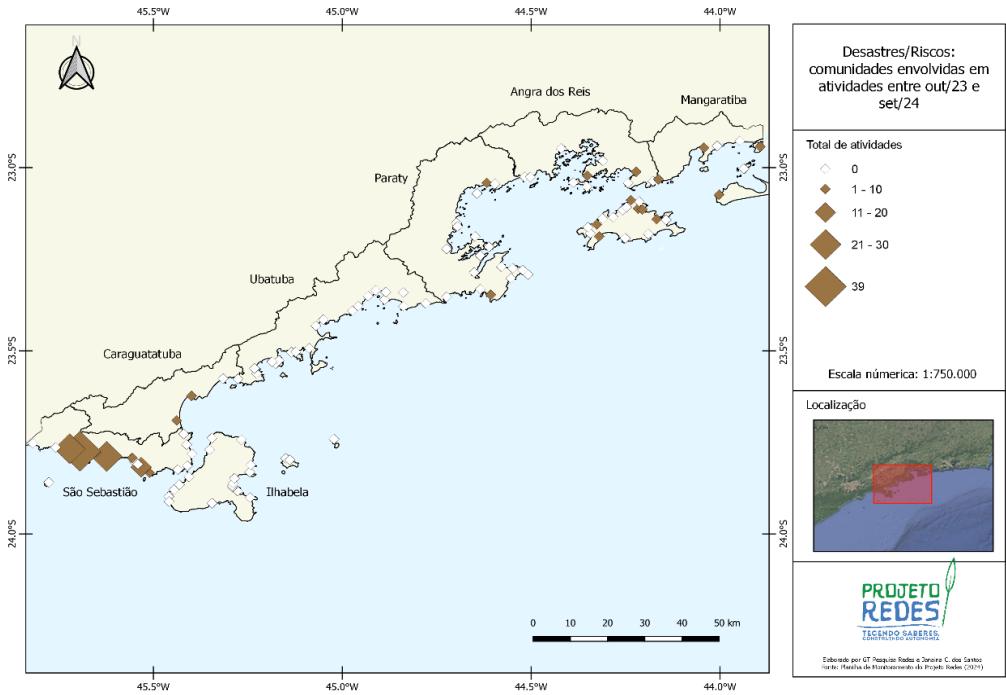 45.5°W 45.0°W 44.5°W 44.0°W
N
Angra dos Reis
Mangaratiba
Paraty
Ubatuba
Caraguatatuba
São Sebastião
Ilhabela
23.0°S 23.0°S
23.5°S 23.5°S
24.0°S 24.0°S
0 10 20 30 40 50 km
45.5°W 45.0°W 44.5°W 44.0°W
Desastres/Riscos:
comunidades envolvidas em
atividades entre out/23 e
set/24
Total de atividades
0
1 - 10
11 - 20
21 - 30
39
Escala númerica: 1:750.000
Localização
PROJETO
REDES
TECENDO SABERES,
CONSTRUINDO AUTONOMIA
Elaborado por GT Pesquisa Redes e Janaina C. dos Santos
Fonte: Planilha de Monitoramento do Projeto Redes (2024)